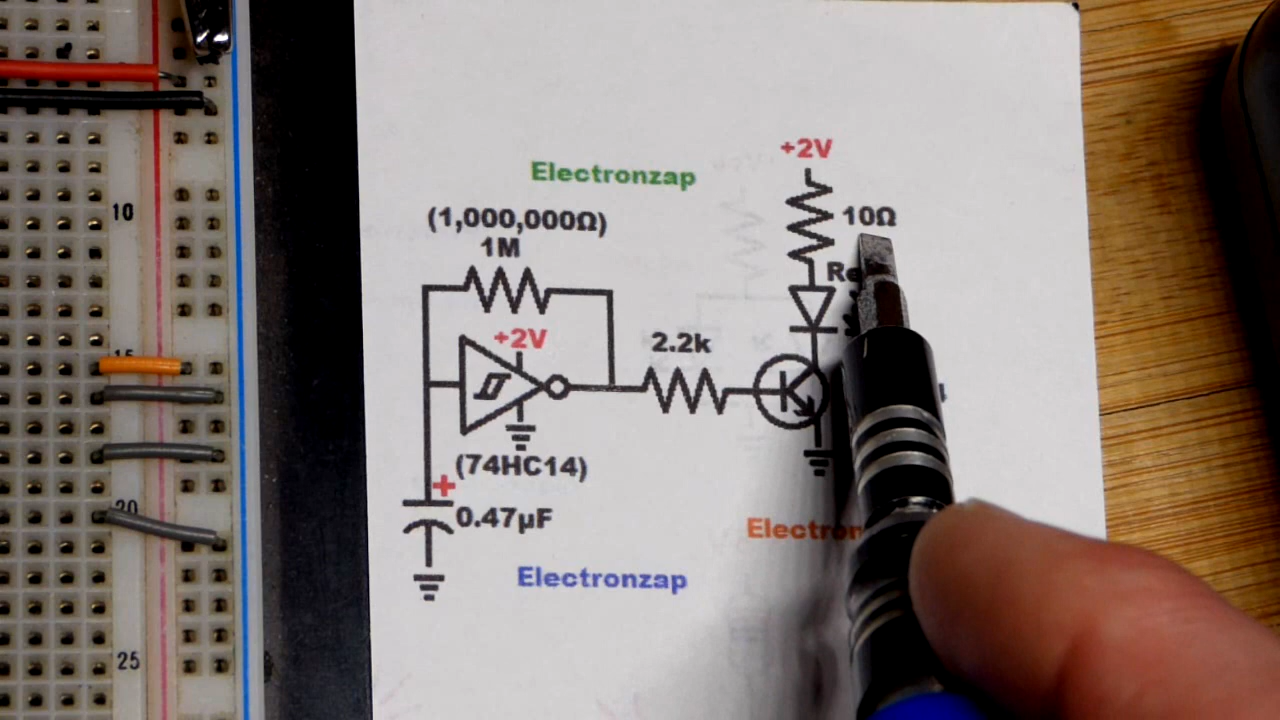 10
15
20
25
Electronzap
(1,000,000Ω)
1M
+2V
(74HC14)
+
0.47µF
Electronzap
2.2k
+2V
10Ω